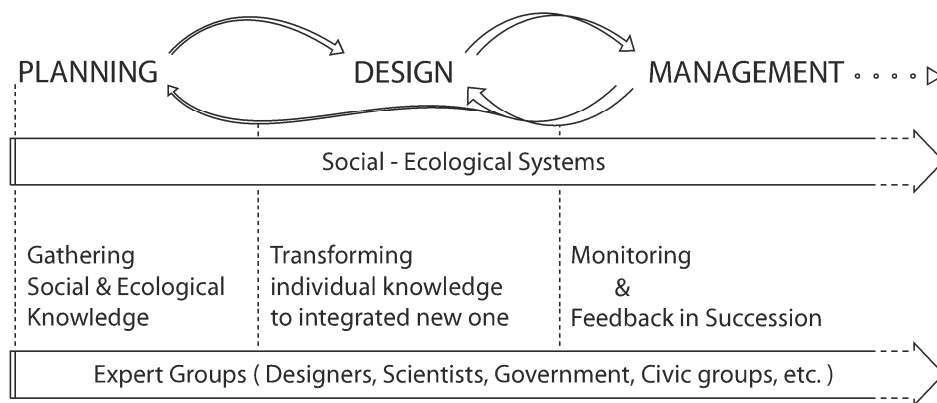 PLANNING DESIGN MANAGEMENT
Social - Ecological Systems
Gathering
Social & Ecological
Knowledge
Transforming
individual knowledge
to integrated new one
Monitoring
&
Feedback in Succession
Expert Groups ( Designers, Scientists, Government, Civic groups, etc. )